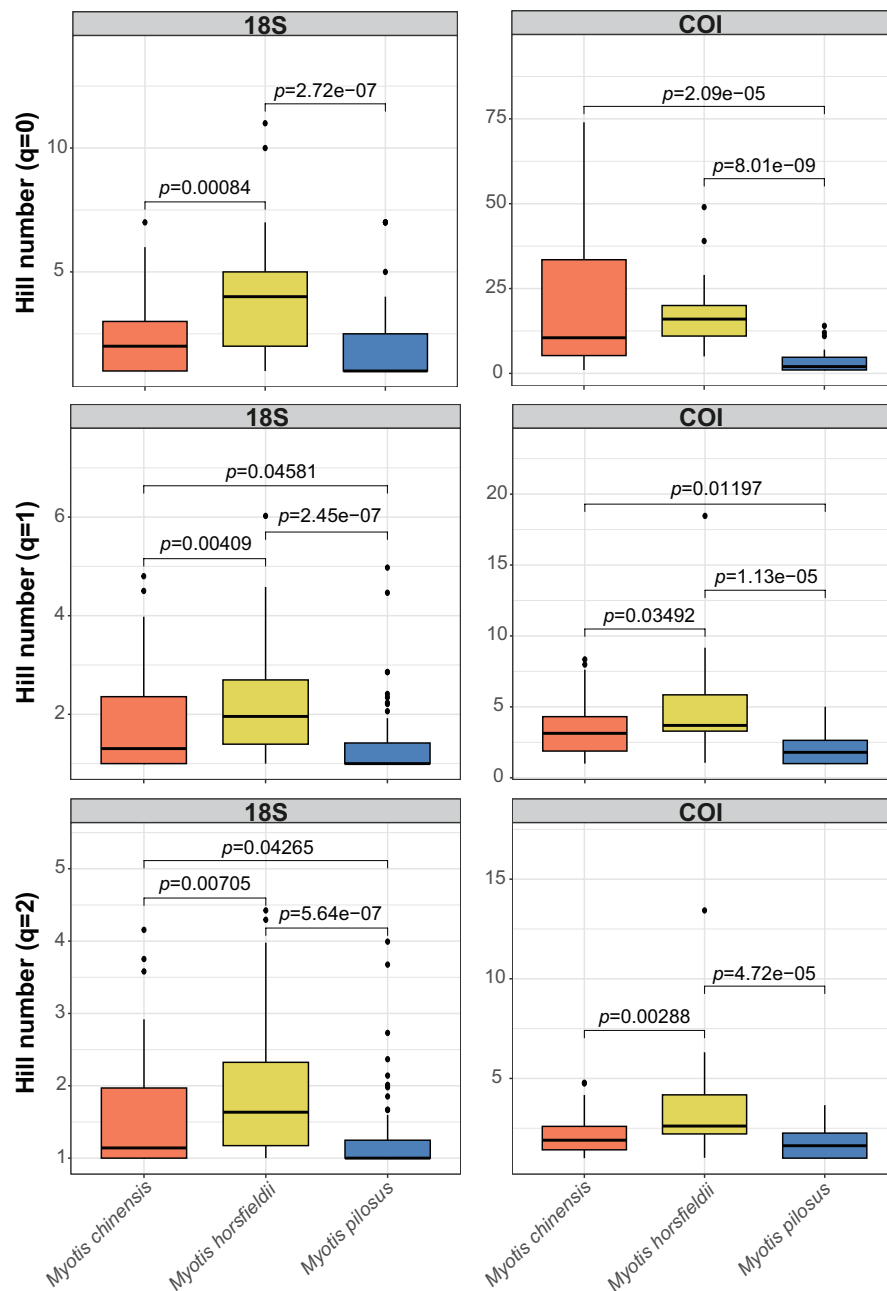 18S
COI
Hill number (q=0)
10
5
p=2.72e−07
p=0.00084
75
50
25
0
p=2.09e−05
p=8.01e−09
18S
COI
Hill number (q=1)
6
4
2
p=0.04581
p=2.45e−07
p=0.00409
20
15
10
5
0
p=0.01197
p=1.13e−05
p=0.03492
18S
COI
Hill number (q=2)
5
4
3
2
1
p=0.04265
p=0.00705
p=5.64e−07
15
10
5
p=4.72e−05
p=0.00288
Myotis chinensis
Myotis horsfieldii
Myotis pilosus
Myotis chinensis
Myotis horsfieldii
Myotis pilosus